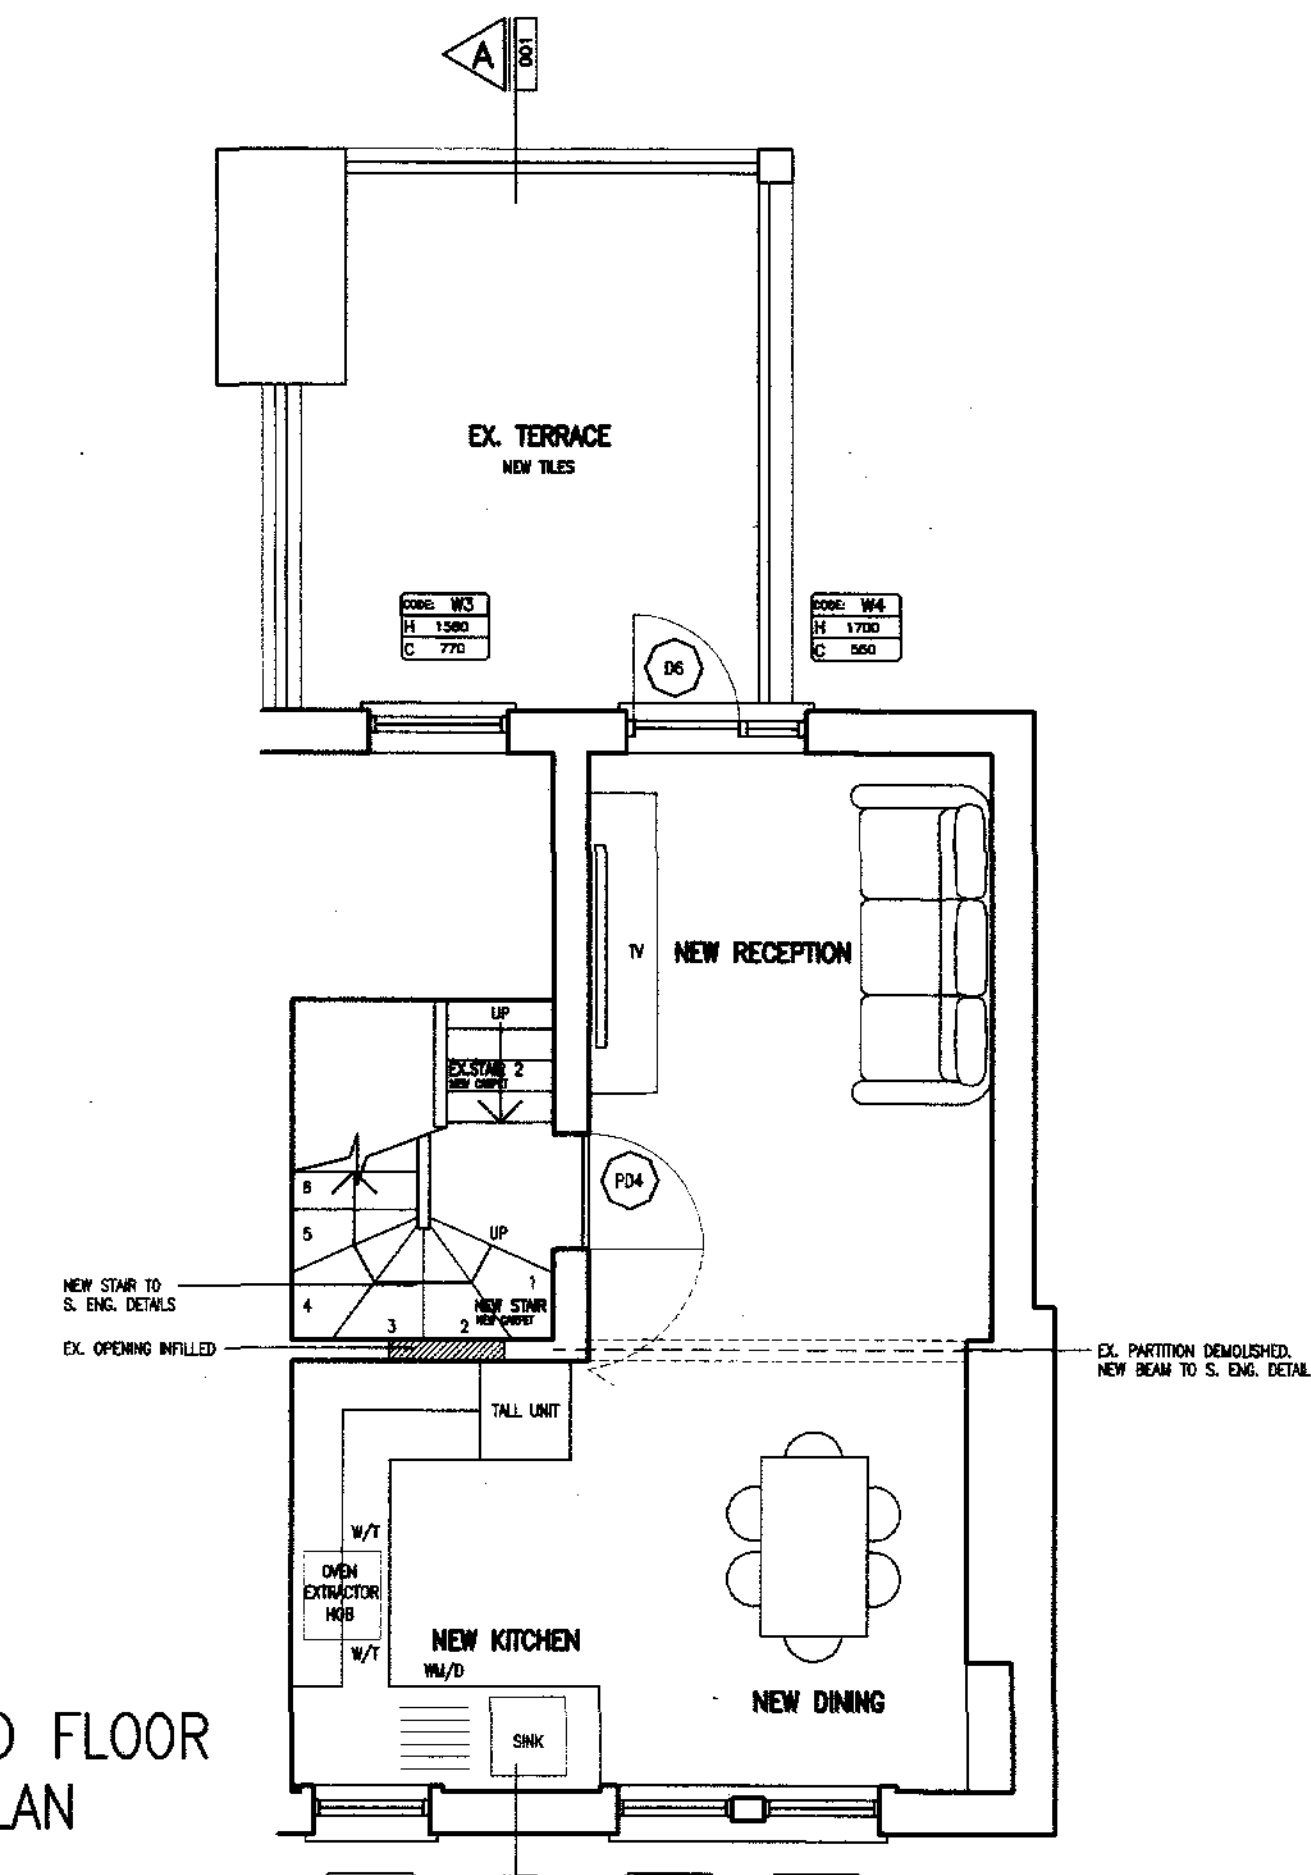 A
001
EX. TERRACE
NEW TILES
CODE: W3
H 1580
C 770
CODE: W4
H 1700
C 550
D6
TV
NEW RECEPTION
UP
EX.STAIR 2
NEW CARPET
PD4
6
5
UP
4
1
NEW STAIR
NEW CARPET
3
2
NEW STAIR TO
S. ENG. DETAILS
EX. OPENING INFILLED
EX. PARTITION DEMOLISHED.
NEW BEAM TO S. ENG. DETAIL
TALL UNIT
W/T
OVEN
EXTRACTOR
HOB
W/T
NEW KITCHEN
WM/D
NEW DINING
SINK
FLOOR
LAN